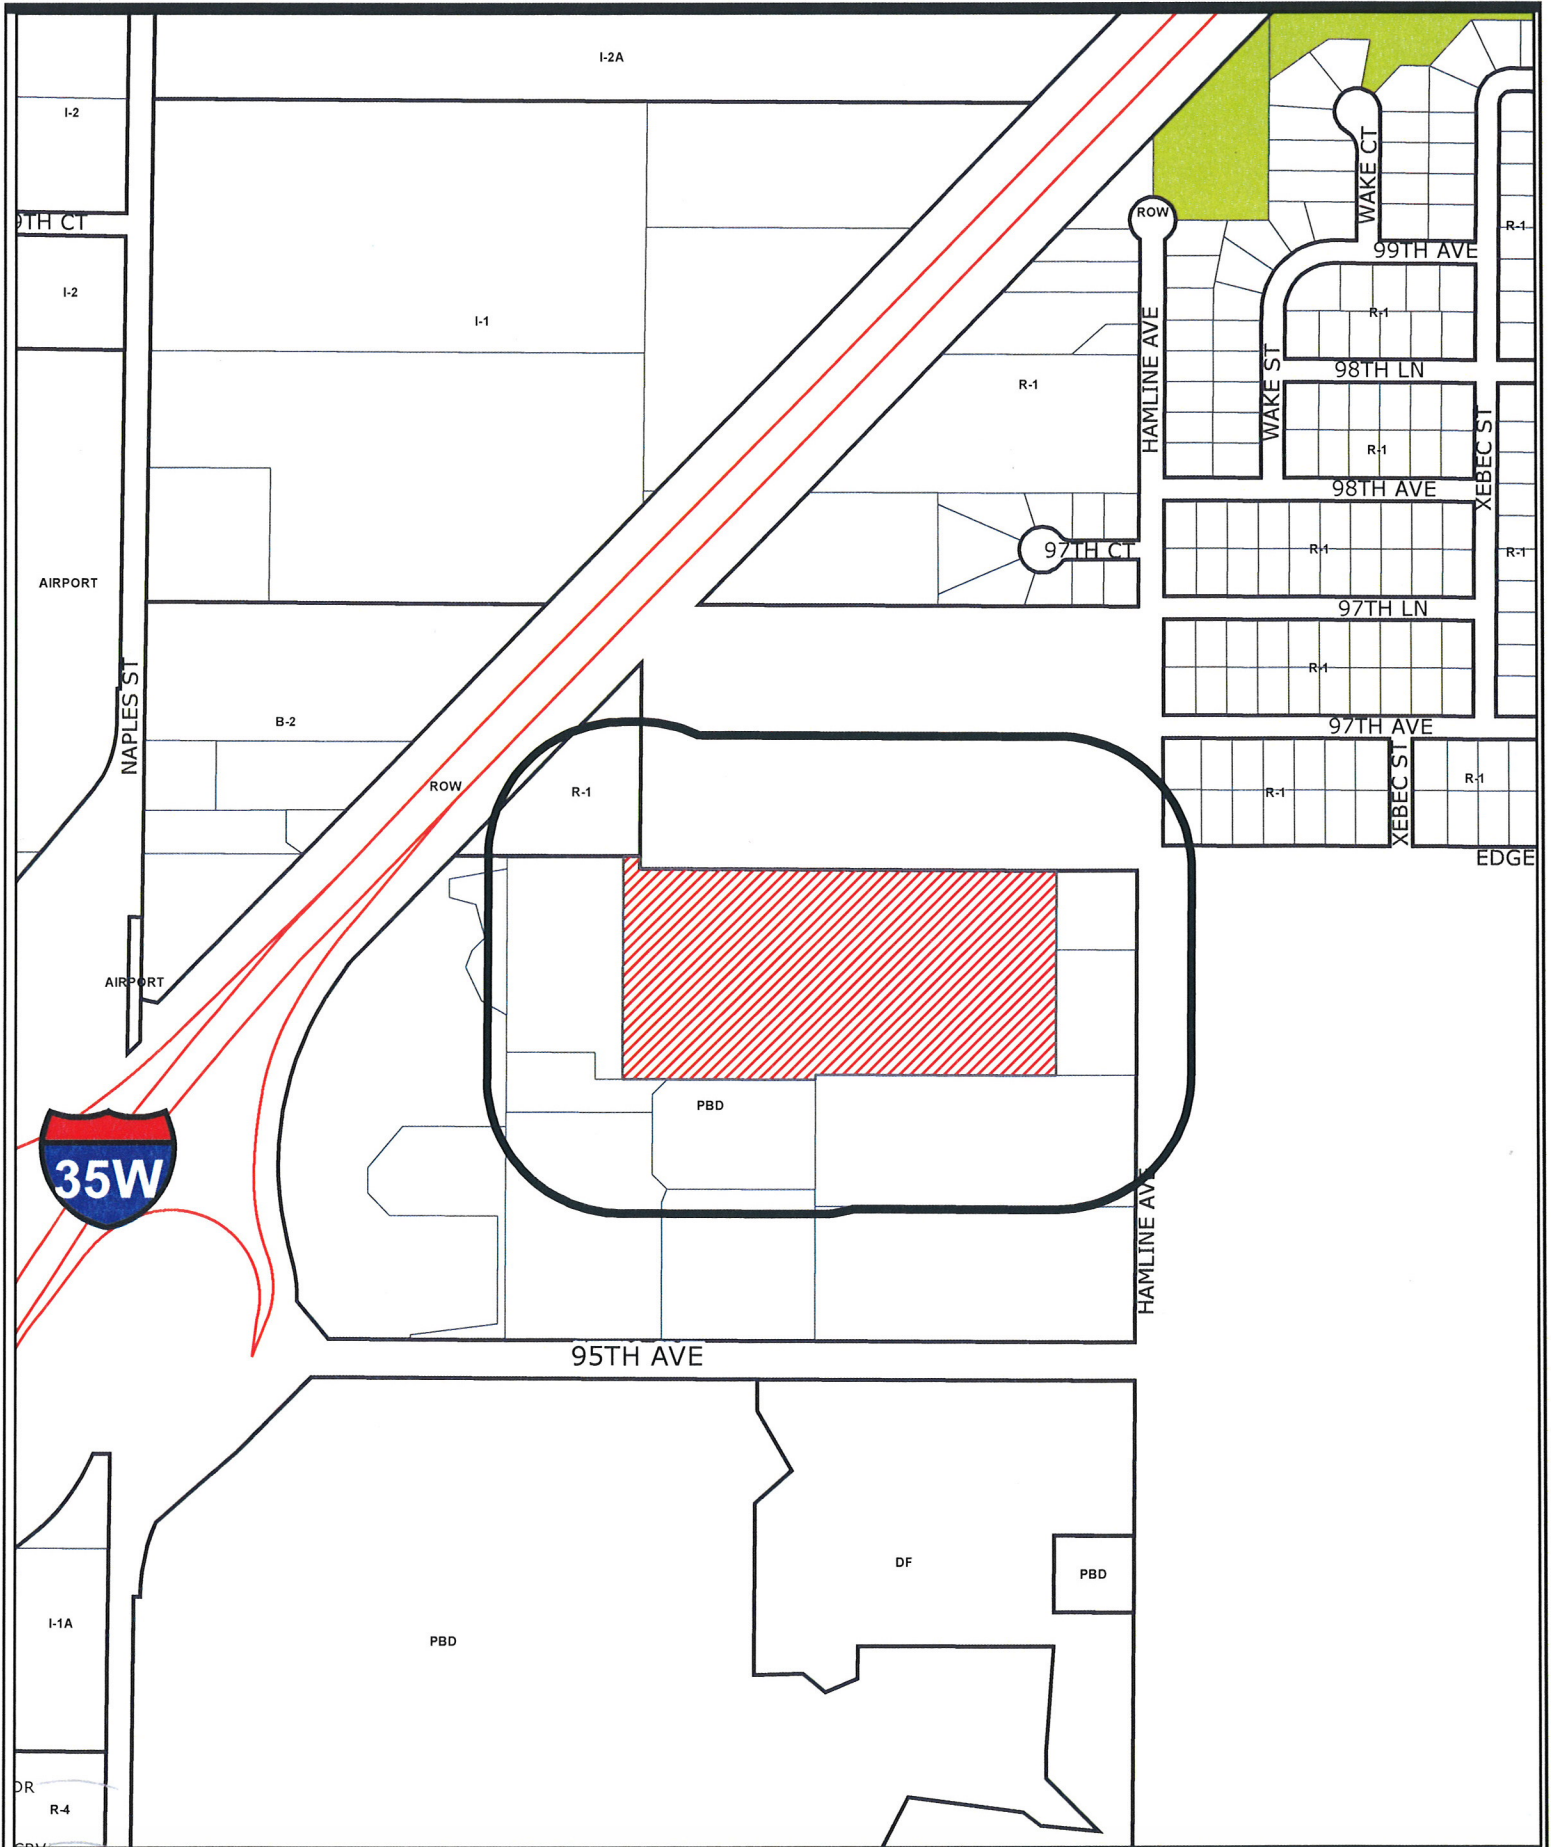 I-2A
I-2
WAKE CT
ROW
9TH CT
R-1
99TH AVE
I-2
I-1
R-1
HAMLINE AVE
WAKE ST
98TH LN
R-1
R-1
XEBEC ST
98TH AVE
97TH CT
R-1
R-1
AIRPORT
97TH LN
R-1
NAPLES ST
B-2
97TH AVE
ROW
R-1
R-1
XEBEC ST
R-1
EDGE
AIRPORT
PBD
35W
HAMLINE AVE
95TH AVE
DF
PBD
I-1A
PBD
DR
R-4